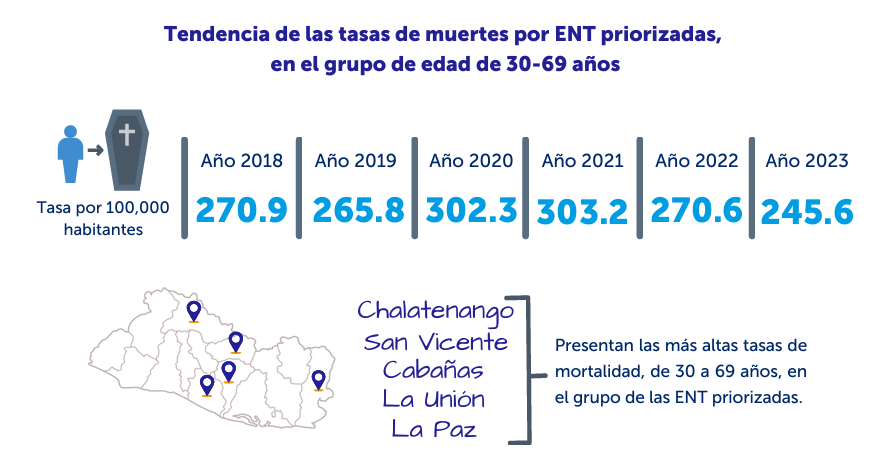 Tendencia de las tasas de muertes por ENT priorizadas,
en el grupo de edad de 30-69 años
Tasa por 100,000
habitantes
Año 2018
270.9
Año 2019
265.8
Año 2020
302.3
Año 2021
303.2
Año 2022
270.6
Año 2023
245.6
Chalatenango
San Vicente
Cabañas
La Unión
La Paz
Presentan las más altas tasas de
mortalidad, de 30 a 69 años, en
el grupo de las ENT priorizadas.